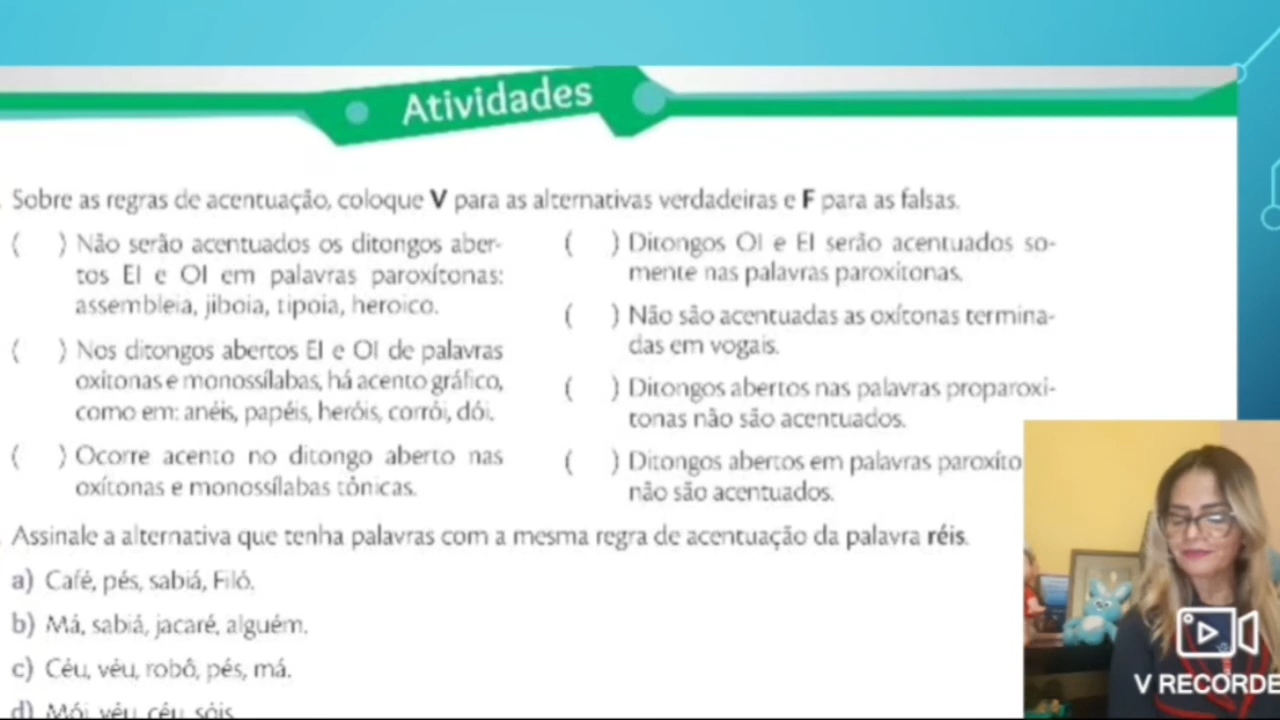 Atividades
Sobre as regras de acentuação, coloque V para as alternativas verdadeiras e F para as falsas.
( ) Não serão acentuados os ditongos aber-
tos EI e OI em palavras paroxítonas:
assembleia, jiboia, tipoia, heroico.
( ) Nos ditongos abertos EI e OI de palavras
oxítonas e monossílabas, há acento gráfico,
como em: anéis, papéis, heróis, corrói, dói.
( ) Ocorre acento no ditongo aberto nas
oxítonas e monossílabas tônicas.
( ) Ditongos OI e EI serão acentuados so-
mente nas palavras paroxítonas.
( ) Não são acentuadas as oxítonas termina-
das em vogais.
( ) Ditongos abertos nas palavras proparoxí-
tonas não são acentuados.
( ) Ditongos abertos em palavras paroxíto
não são acentuados.
Assinale a alternativa que tenha palavras com a mesma regra de acentuação da palavra réis.
a) Café, pés, sabiá, Filó.
b) Má, sabiá, jacaré, alguém.
c) Céu, véu, robô, pés, má.
d) Mói, véu, céu, sóis
V RECORDE